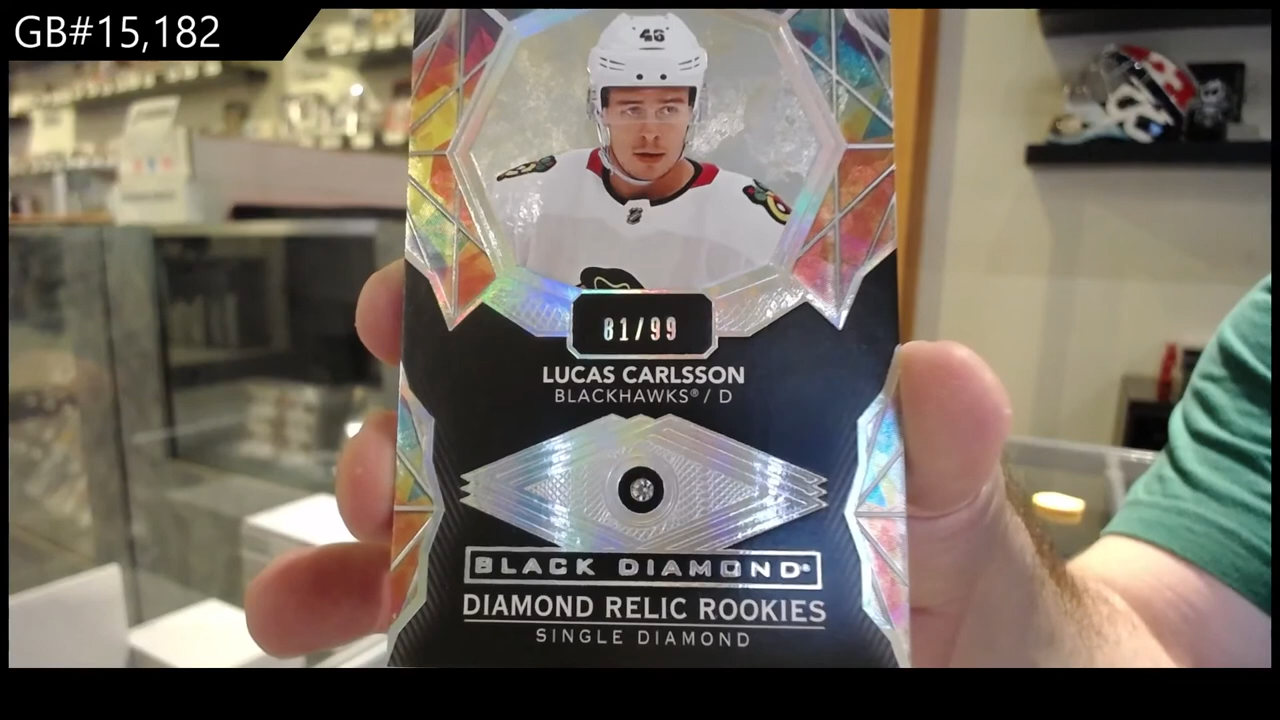 GB#15,182
46
81/99
LUCAS CARLSSON
BLACKHAWKS® / D
BLACK DIAMOND®
DIAMOND RELIC ROOKIES
SINGLE DIAMOND